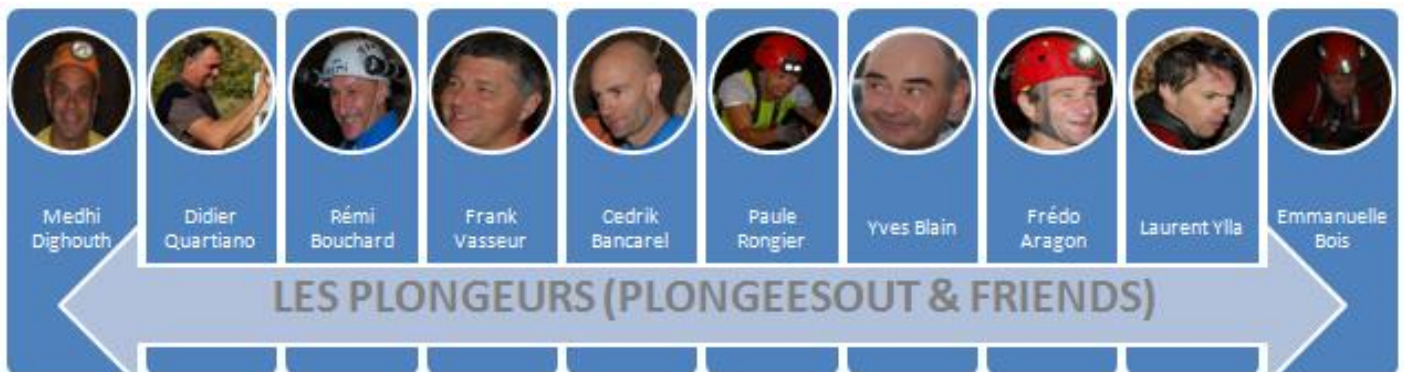 Medhi
Dighouth
Didier
Quartiano
Rémi
Bouchard
Frank
Vasseur
Cedrik
Bancarel
Paule
Rongier
Yves Blain
Frédo
Aragon
Laurent Ylla
Emmanuelle
Bois
LES PLONGEURS (PLONGEESOUT & FRIENDS)